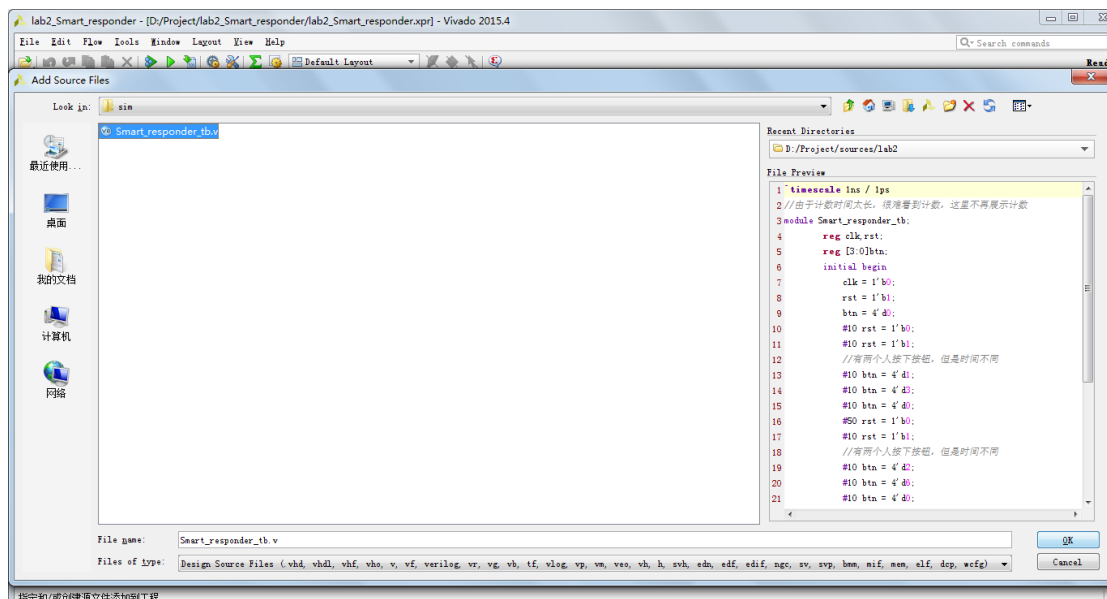 lab2_Smart_responder - [D:/Project/lab2_Smart_responder/lab2_Smart_responder.xpr] - Vivado 2015.4
File Edit Flow Tools Window Layout View Help
Search commands
Default Layout
Add Source Files
Look in: sim
Smart_responder_tb.v
最近使用...
桌面
我的文档
计算机
网络
Recent Directories
D:/Project/sources/lab2
File Preview
1 `timescale 1ns / 1ps
2 //由于计数时间太长，很难看到计数，这里不再展示计数
3 module Smart_responder_tb;
4 reg clk,rst;
5 reg [3:0]btn;
6 initial begin
7 clk = 1'b0;
8 rst = 1'b1;
9 btn = 4'd0;
10 #10 rst = 1'b0;
11 #10 rst = 1'b1;
12 //有两个人按下按钮，但是时间不同
13 #10 btn = 4'd1;
14 #10 btn = 4'd3;
15 #10 btn = 4'd0;
16 #50 rst = 1'b0;
17 #10 rst = 1'b1;
18 //有两个人按下按钮，但是时间不同
19 #10 btn = 4'd2;
20 #10 btn = 4'd6;
21 #10 btn = 4'd0;
File name: Smart_responder_tb.v
OK
Files of type: Design Source Files (.vhd, vhdl, vhf, vho, v, vf, verilog, vr, vg, vb, tf, vlog, vp, vm, veo, vh, h, svh, edn, edf, edif, ngc, sv, svp, bmm, mif, mem, elf, dcp, wcfg)
Cancel
指定和/或创建源文件添加到工程